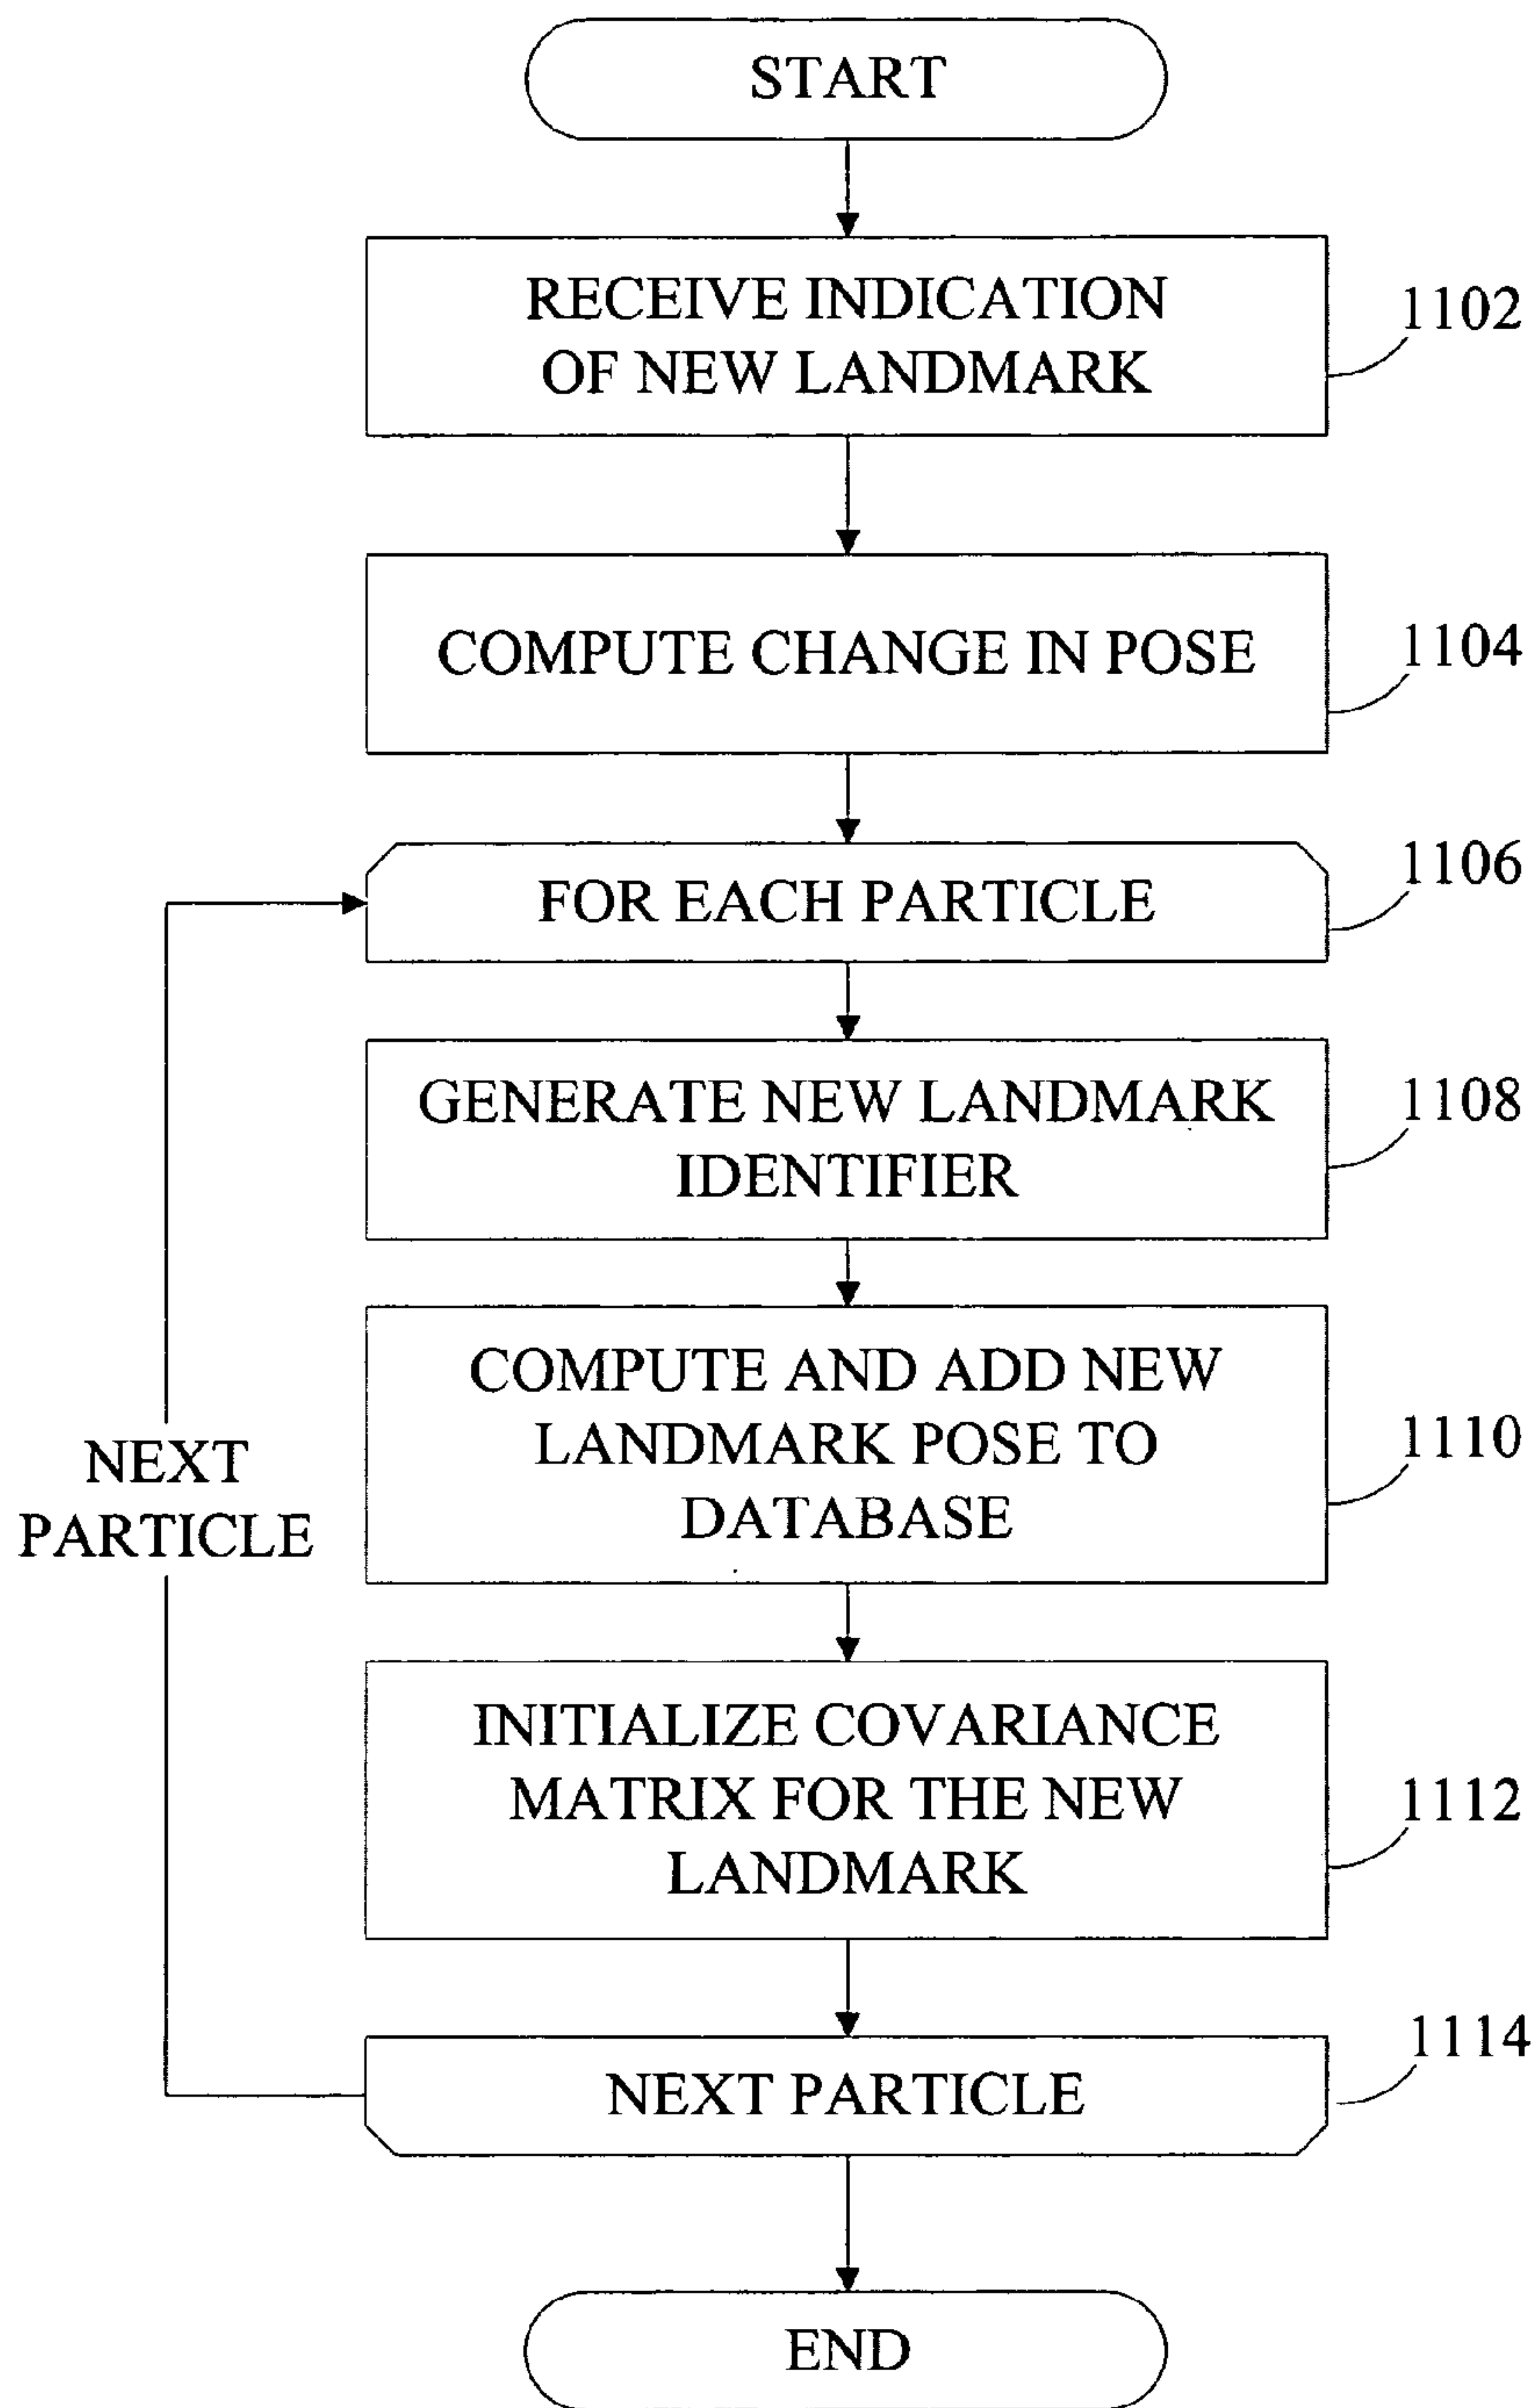 START
RECEIVE INDICATION
OF NEW LANDMARK
1102
COMPUTE CHANGE IN POSE
1104
FOR EACH PARTICLE
1106
GENERATE NEW LANDMARK
IDENTIFIER
1108
COMPUTE AND ADD NEW
LANDMARK POSE TO
DATABASE
1110
NEXT
PARTICLE
INITIALIZE COVARIANCE
MATRIX FOR THE NEW
LANDMARK
1112
NEXT PARTICLE
1114
END